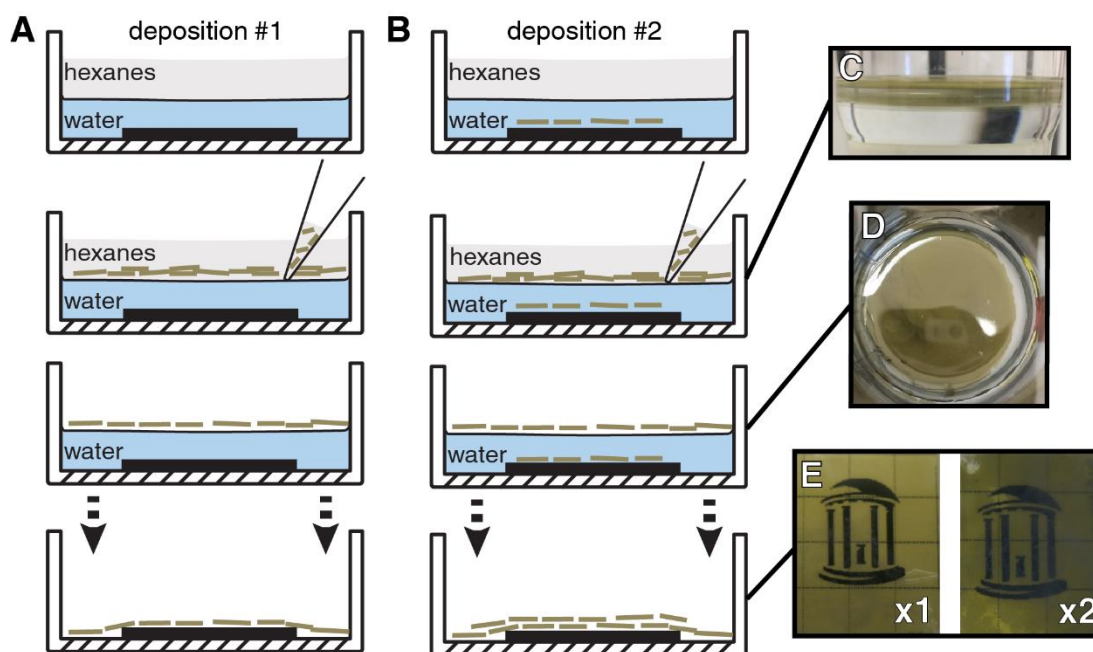 A
deposition #1
hexanes
water
hexanes
water
water
B
deposition #2
hexanes
water
hexanes
water
water
C
D
E
x1
x2